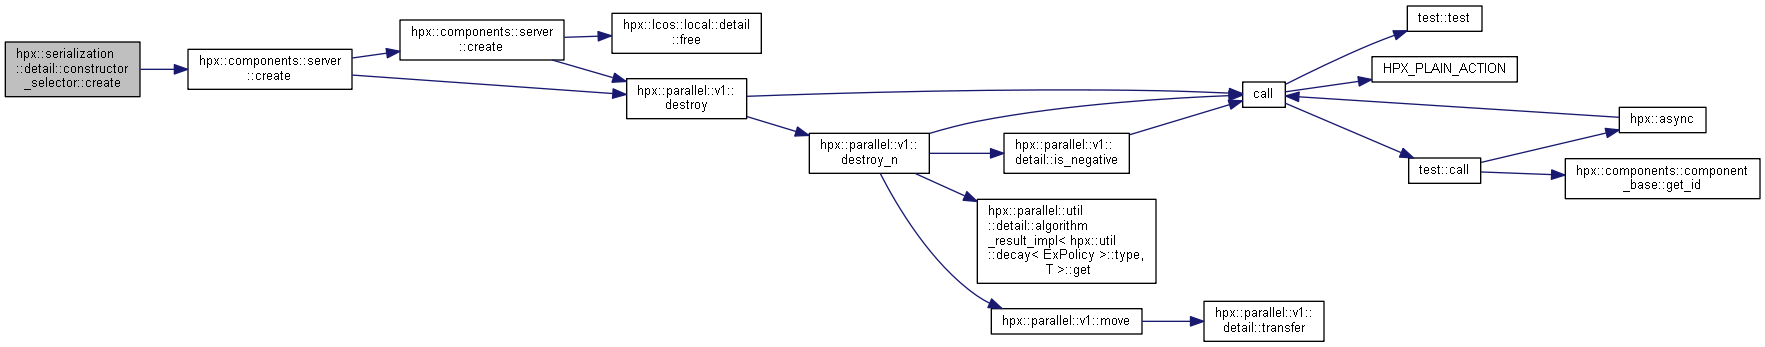 hpx::serialization
::detail::constructor
_selector::create
hpx::components::server
::create
hpx::components::server
::create
hpx::lcos::local::detail
::free
hpx::parallel::v1::
destroy
hpx::parallel::v1::
destroy_n
hpx::parallel::v1::
detail::is_negative
hpx::parallel::util
::detail::algorithm
_result_impl< hpx::util
::decay< ExPolicy >::type,
T >::get
hpx::parallel::v1::move
hpx::parallel::v1::
detail::transfer
call
test::test
HPX_PLAIN_ACTION
test::call
hpx::async
hpx::components::component
_base::get_id